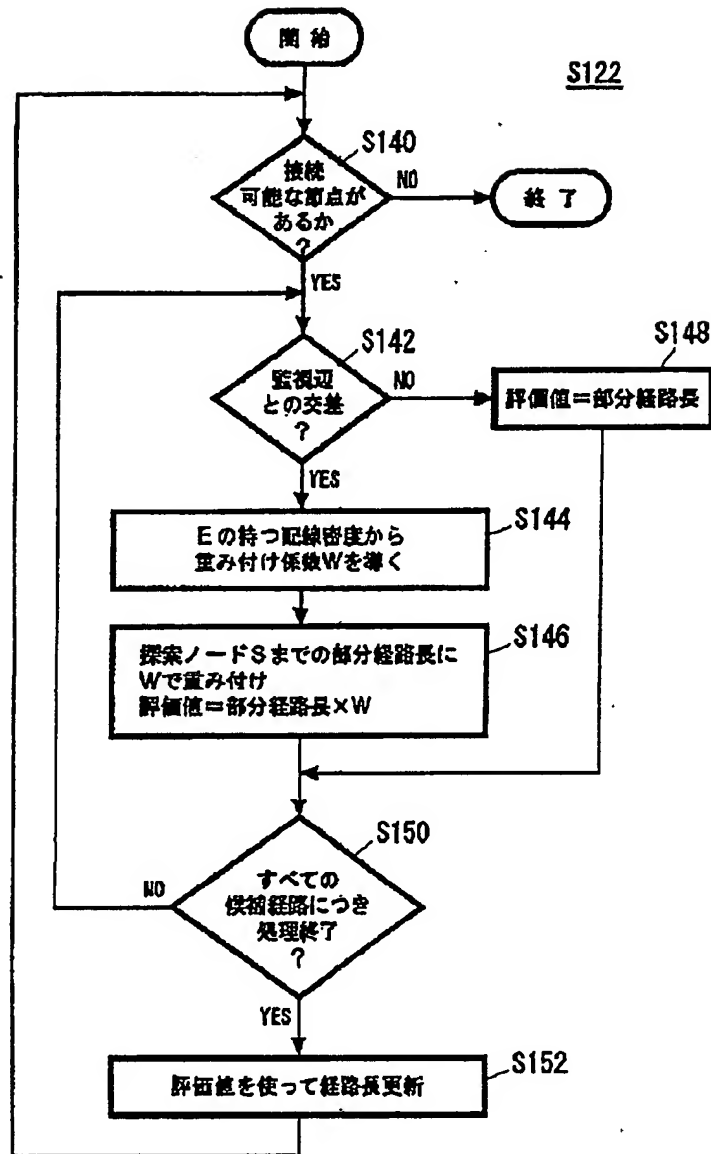 開始
S122
S140
接続
可能な節点が
あるか
?
NO
終了
YES
S142
監視辺
との交差
?
NO
S148
評価値=部分経路長
YES
S144
Eの持つ配線密度から
重み付け係数Wを導く
S146
探索ノードSまでの部分経路長に
Wで重み付け
評価値=部分経路長×W
S150
すべての
候補経路につき
処理終了
?
NO
YES
S152
評価値を使って経路長更新